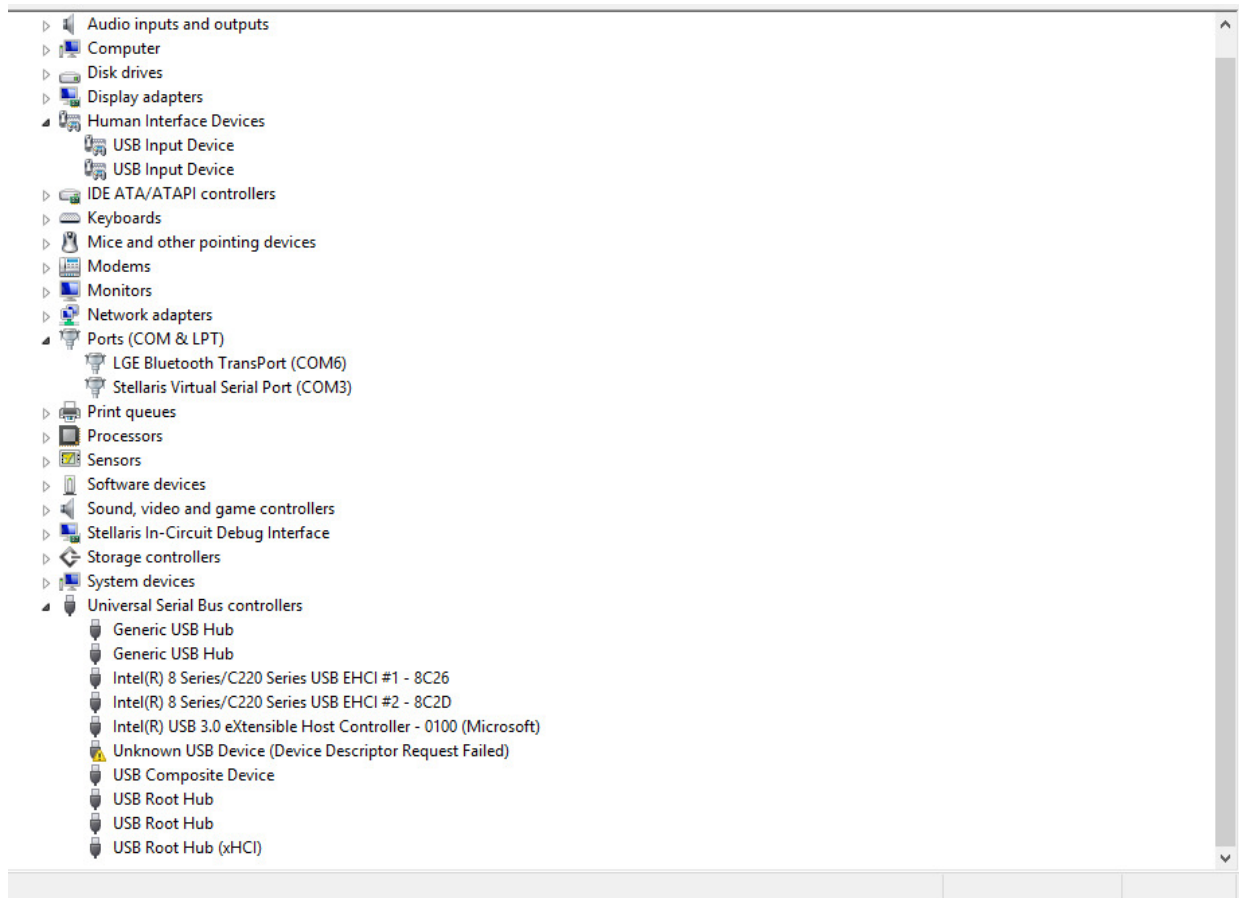 Audio inputs and outputs
Computer
Disk drives
Display adapters
Human Interface Devices
USB Input Device
USB Input Device
IDE ATA/ATAPI controllers
Keyboards
Mice and other pointing devices
Modems
Monitors
Network adapters
Ports (COM & LPT)
LGE Bluetooth TransPort (COM6)
Stellaris Virtual Serial Port (COM3)
Print queues
Processors
Sensors
Software devices
Sound, video and game controllers
Stellaris In-Circuit Debug Interface
Storage controllers
System devices
Universal Serial Bus controllers
Generic USB Hub
Generic USB Hub
Intel(R) 8 Series/C220 Series USB EHCI #1 - 8C26
Intel(R) 8 Series/C220 Series USB EHCI #2 - 8C2D
Intel(R) USB 3.0 eXtensible Host Controller - 0100 (Microsoft)
Unknown USB Device (Device Descriptor Request Failed)
USB Composite Device
USB Root Hub
USB Root Hub
USB Root Hub (xHCI)